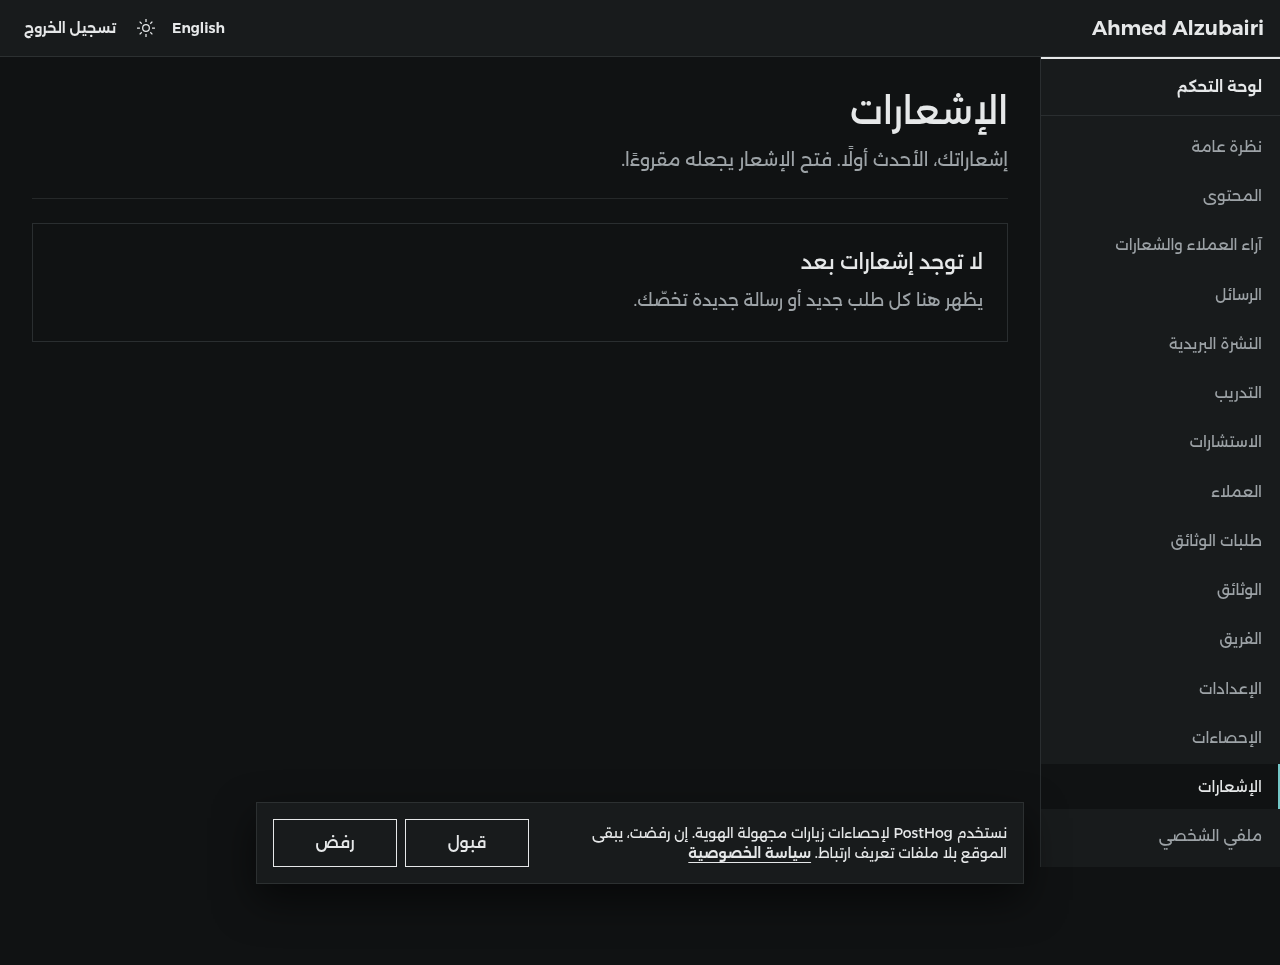 Ahmed Alzubairi
English
تسجيل الخروج
لوحة التحكم
نظرة عامة
المحتوى
آراء العملاء والشعارات
الرسائل
النشرة البريدية
التدريب
الاستشارات
العملاء
طلبات الوثائق
الوثائق
الفريق
الإعدادات
الإحصاءات
الإشعارات
ملفي الشخصي
الإشعارات
إشعاراتك، الأحدث أولًا. فتح الإشعار يجعله مقروءًا.
لا توجد إشعارات بعد
يظهر هنا كل طلب جديد أو رسالة جديدة تخصّك.
نستخدم PostHog لإحصاءات زيارات مجهولة الهوية. إن رفضت، يبقى
الموقع بلا ملفات تعريف ارتباط. سياسة الخصوصية
قبول
رفض